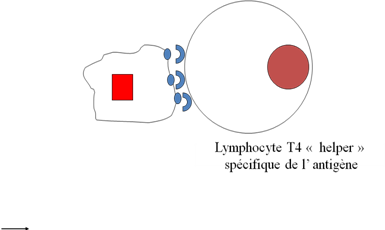 Lymphocyte T4 « helper »
spécifique de l’antigène